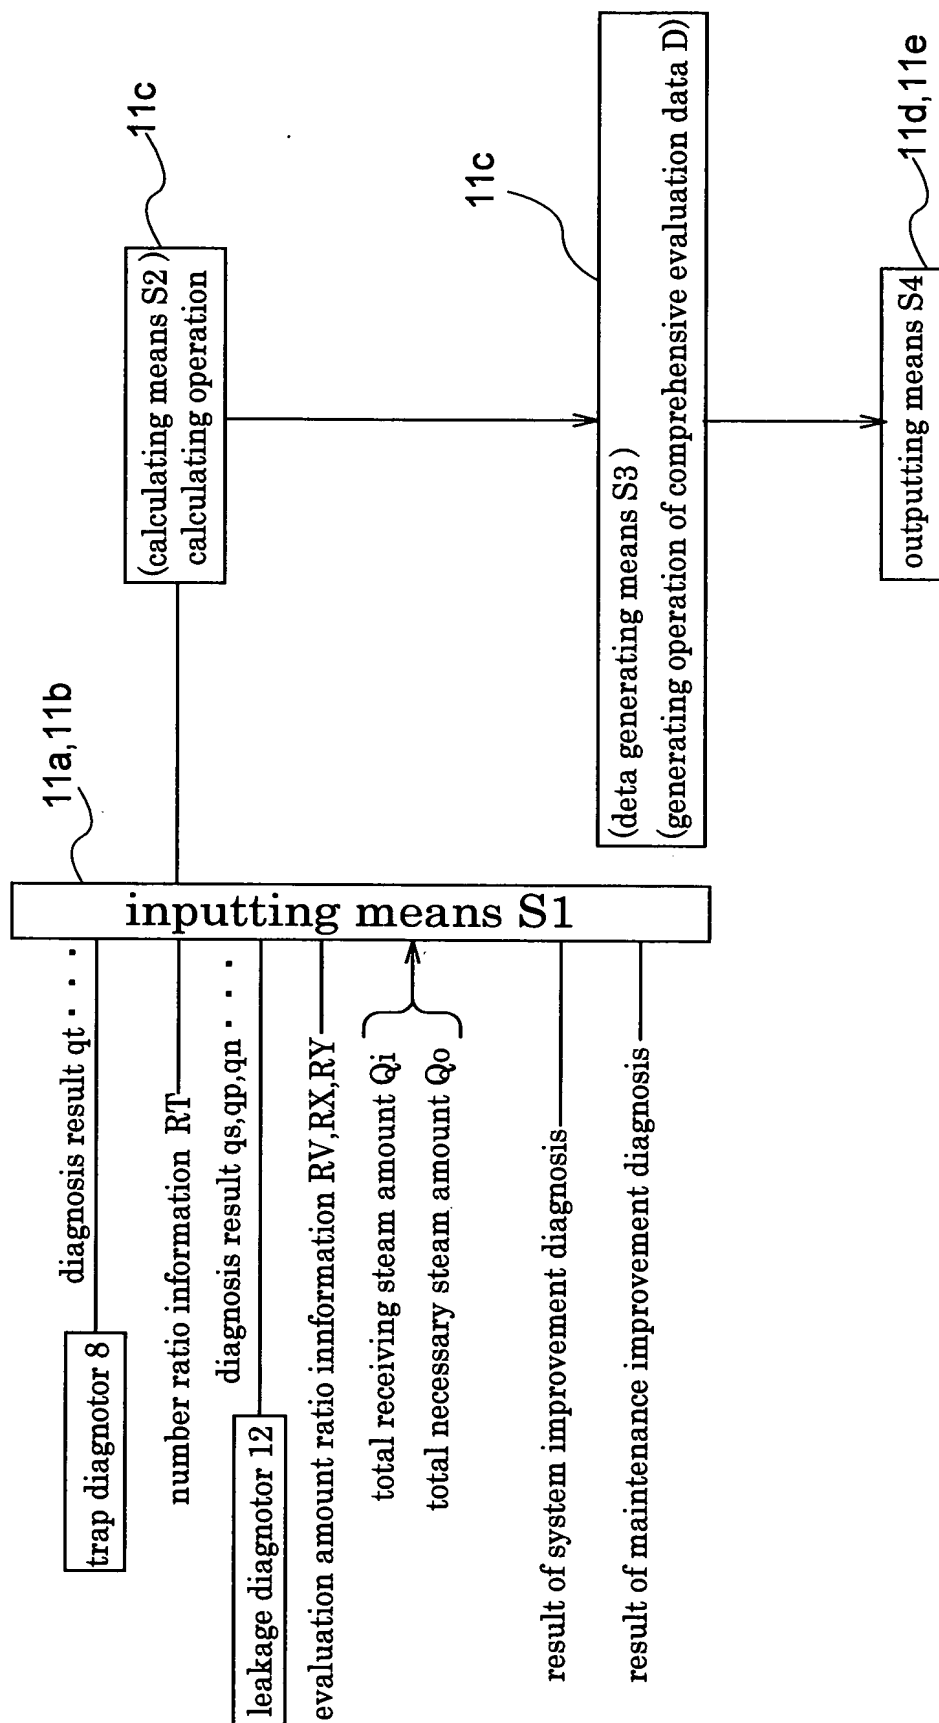 trap diagnotor 8
diagnosis result qt · · ·
number ratio information RT
leakage diagnotor 12
diagnosis result qs,qp,qn · · ·
evaluation amount ratio innformation RV,RX,RY
total receiving steam amount Qi
total necessary steam amount Qo
result of system improvement diagnosis
result of maintenance improvement diagnosis
11a,11b
inputting means S1
11c
(calculating means S2)
calculating operation
11c
(deta generating means S3)
(generating operation of comprehensive evaluation data D)
11d,11e
outputting means S4